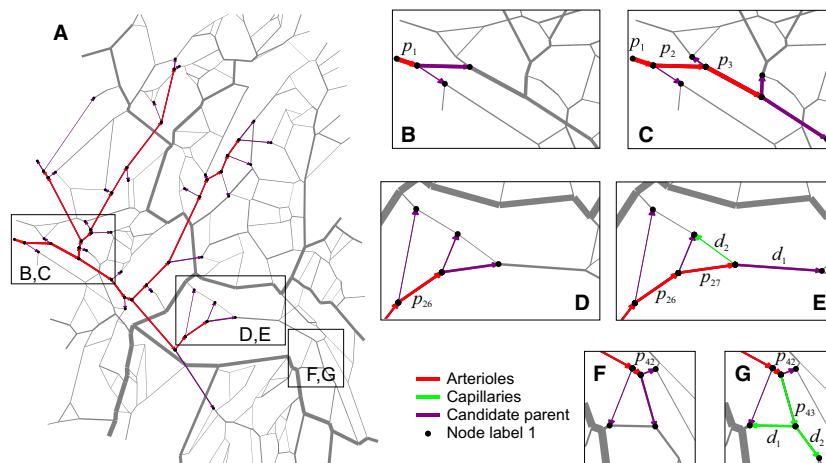 A
B,C
D,E
F,G
p1
B
p1
p2
p3
C
p26
D
p26
p27
d2
d1
E
Arterioles
Capillaries
Candidate parent
Node label 1
F
p42
G
p42
p43
d1
d2